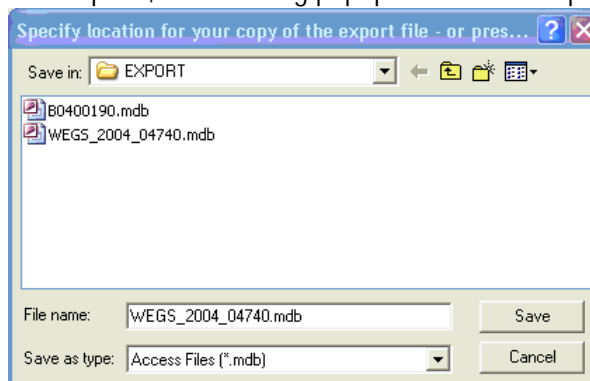 Specify location for your copy of the export file - or pres...
Save in: EXPORT
B0400190.mdb
WEGS_2004_04740.mdb
File name: WEGS_2004_04740.mdb Save
Save as type: Access Files (*.mdb) Cancel